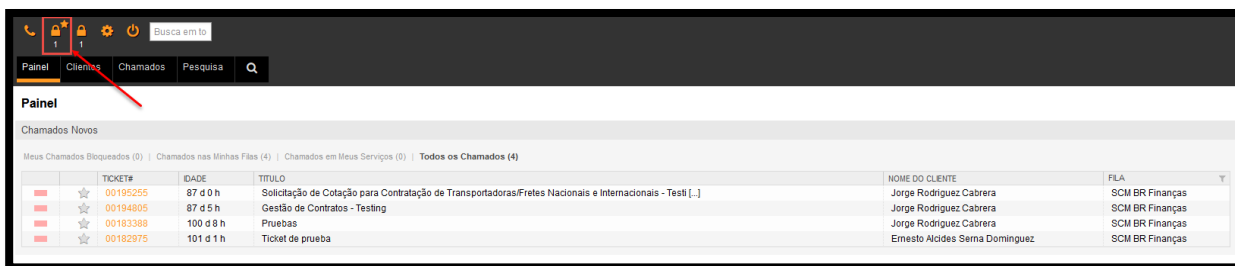 Busca em to
1 1
Painel Clientes Chamados Pesquisa
Painel
Chamados Novos
Meus Chamados Bloqueados (0) | Chamados nas Minhas Filas (4) | Chamados em Meus Serviços (0) | Todos os Chamados (4)
TICKET# IDADE TITULO NOME DO CLIENTE FILA
00195255 87 d 0 h Solicitação de Cotação para Contratação de Transportadoras/Fretes Nacionais e Internacionais - Testi [...] Jorge Rodriguez Cabrera SCM BR Finanças
00194805 87 d 5 h Gestão de Contratos - Testing Jorge Rodriguez Cabrera SCM BR Finanças
00183388 100 d 8 h Pruebas Jorge Rodriguez Cabrera SCM BR Finanças
00182975 101 d 1 h Ticket de prueba Ernesto Alcides Serna Dominguez SCM BR Finanças